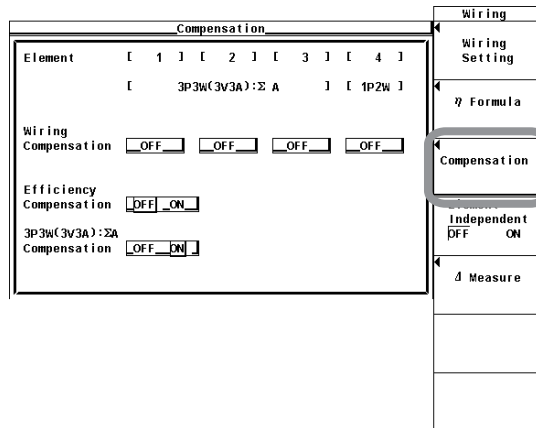 Compensation
Element [ 1 ] [ 2 ] [ 3 ] [ 4 ]
[ 3P3W(3V3A):Σ A ] [ 1P2W ]
Wiring
Compensation OFF OFF OFF OFF
Efficiency
Compensation OFF ON
3P3W(3V3A):ΣA
Compensation OFF ON
Wiring
Wiring
Setting
η Formula
Compensation
Independent
OFF ON
Δ Measure